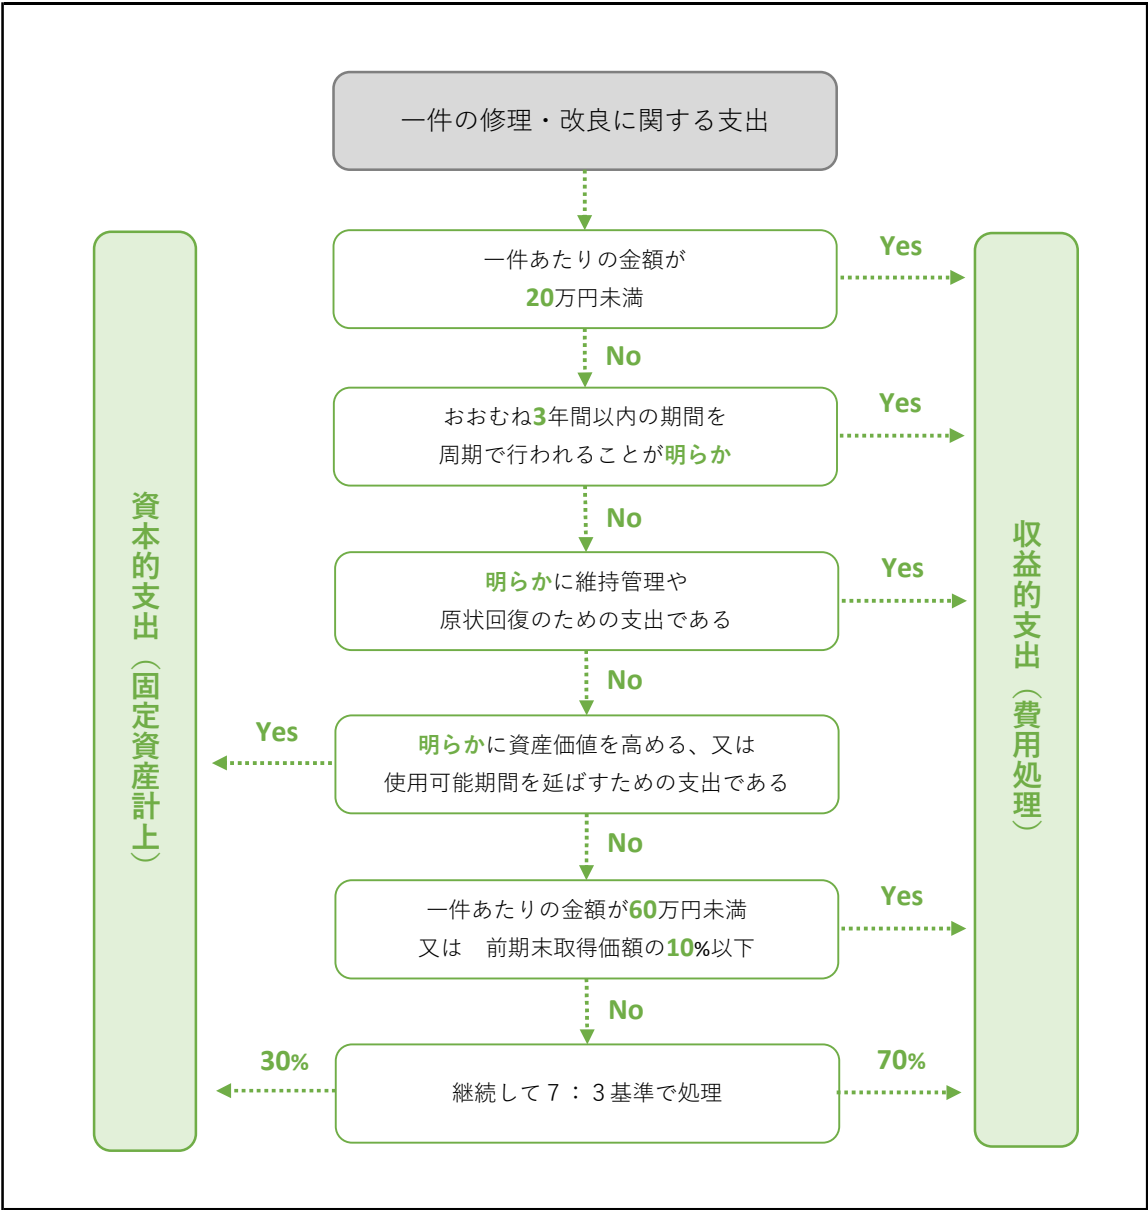 一件の修理・改良に関する支出
一件あたりの金額が
20万円未満
Yes
No
おおむね3年間以内の期間を
周期で行われることが明らか
Yes
No
明らかに維持管理や
原状回復のための支出である
Yes
No
明らかに資産価値を高める、又は
使用可能期間を延ばすための支出である
Yes
No
一件あたりの金額が60万円未満
又は　前期末取得価額の10%以下
Yes
No
継続して７：３基準で処理
30%
70%
資本的支出（固定資産計上）
収益的支出（費用処理）